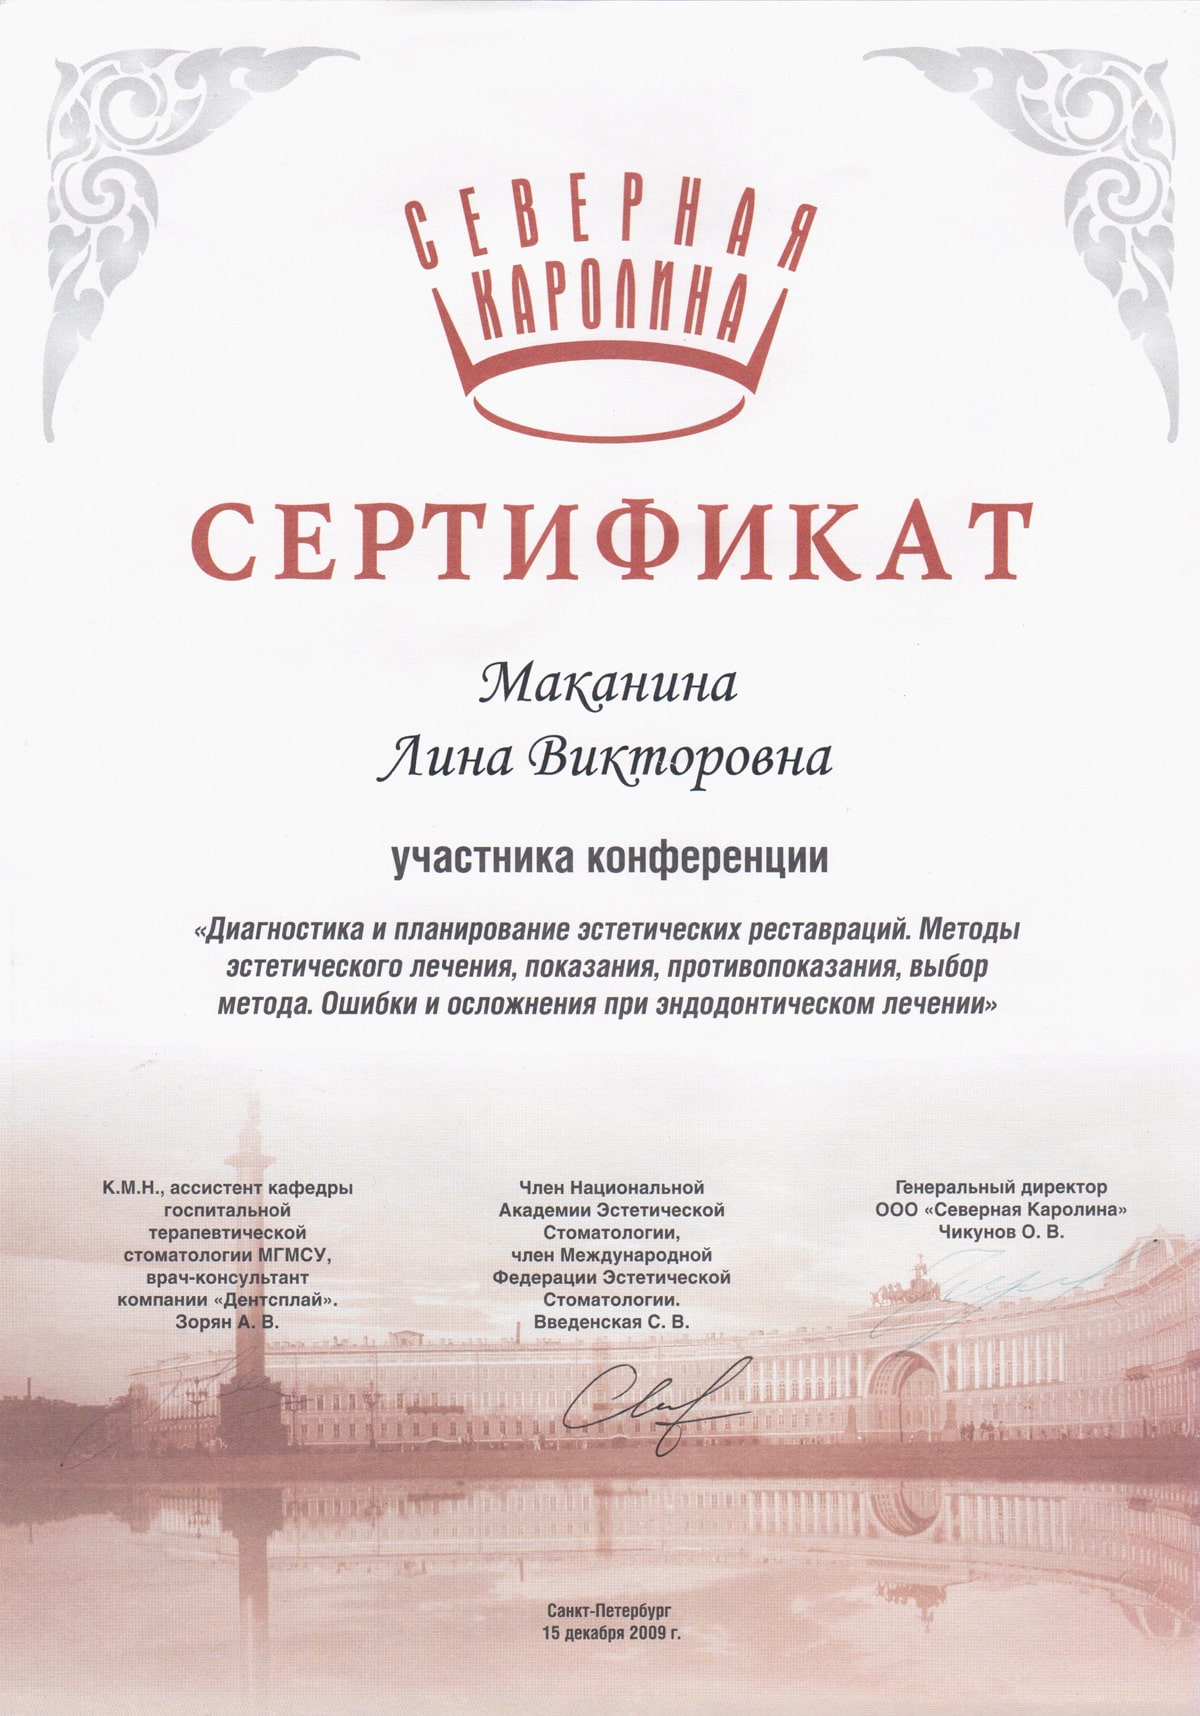 СЕВЕРНАЯ
КАРОЛИНА
СЕРТИФИКАТ
Маканина
Лина Викторовна
участника конференции
«Диагностика и планирование эстетических реставраций. Методы
эстетического лечения, показания, противопоказания, выбор
метода. Ошибки и осложнения при эндодонтическом лечении»
К.М.Н., ассистент кафедры
госпитальной
терапевтической
стоматологии МГМСУ,
врач-консультант
компании «Дентсплай».
Зорян А. В.
Член Национальной
Академии Эстетической
Стоматологии,
член Международной
Федерации Эстетической
Стоматологии.
Введенская С. В.
Генеральный директор
ООО «Северная Каролина»
Чикунов О. В.
Санкт-Петербург
15 декабря 2009 г.